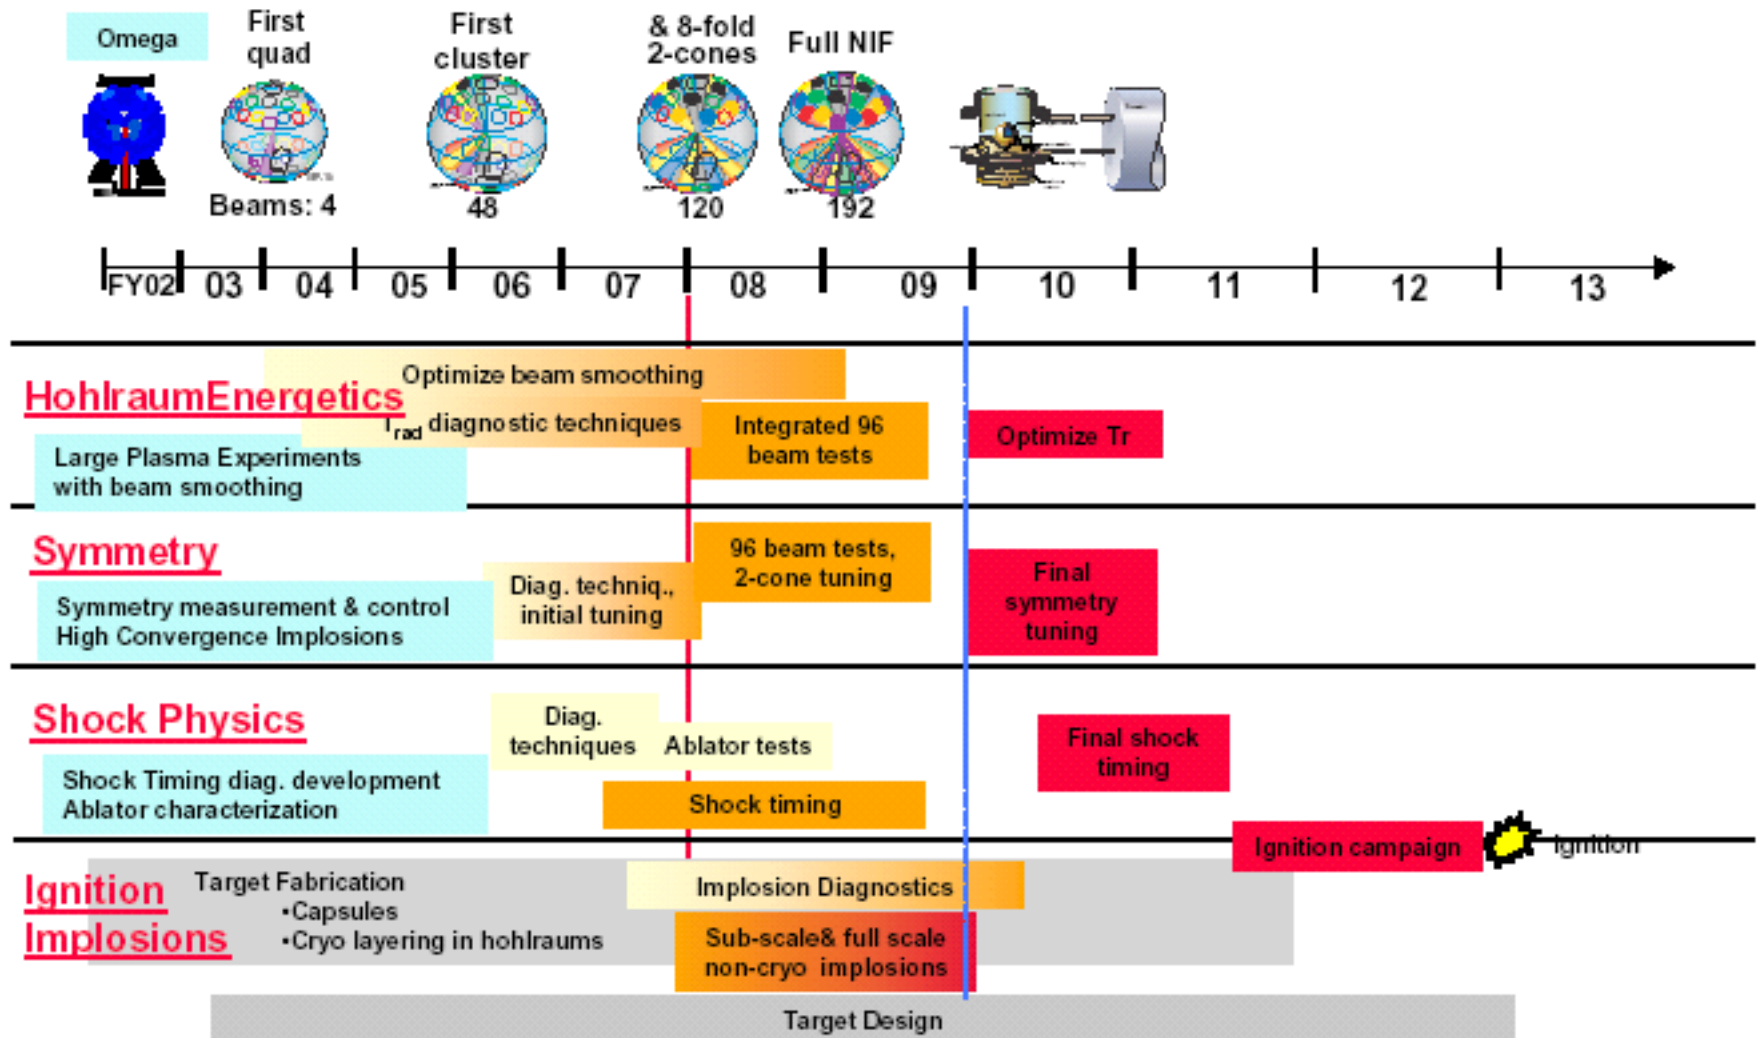 Omega
First
quad
First
cluster
& 8-fold
2-cones
Full NIF
Beams: 4
48
120
192
FY02
03
04
05
06
07
08
09
10
11
12
13
HohlraumEnergetics
Optimize beam smoothing
Trad diagnostic techniques
Integrated 96
beam tests
Optimize Tr
Large Plasma Experiments
with beam smoothing
Symmetry
96 beam tests,
2-cone tuning
Diag. techniq.,
initial tuning
Final
symmetry
tuning
Symmetry measurement & control
High Convergence Implosions
Shock Physics
Diag.
techniques
Ablator tests
Final shock
timing
Shock Timing diag. development
Ablator characterization
Shock timing
Ignition campaign
Ignition
Ignition
Implosions
Target Fabrication
•Capsules
•Cryo layering in hohlraums
Implosion Diagnostics
Sub-scale& full scale
non-cryo implosions
Target Design